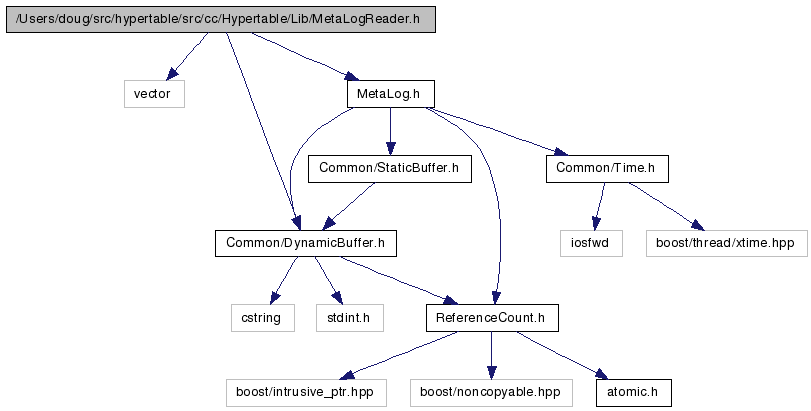 /Users/doug/src/hypertable/src/cc/Hypertable/Lib/MetaLogReader.h
vector
MetaLog.h
Common/StaticBuffer.h
Common/Time.h
Common/DynamicBuffer.h
iosfwd
boost/thread/xtime.hpp
cstring
stdint.h
ReferenceCount.h
boost/intrusive_ptr.hpp
boost/noncopyable.hpp
atomic.h